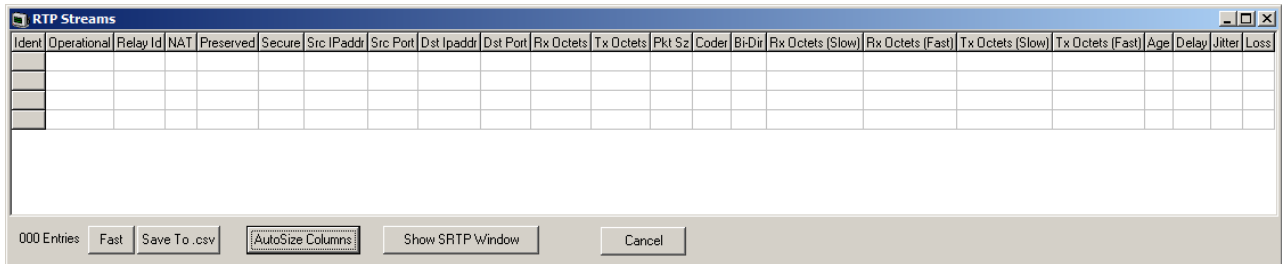 RTP Streams
Ident Operational Relay Id NAT Preserved Secure Src IPaddr Src Port Dst Ipaddr Dst Port Rx Octets Tx Octets Pkt Sz Coder Bi-Dir Rx Octets (Slow) Rx Octets (Fast) Tx Octets (Slow) Tx Octets (Fast) Age Delay Jitter Loss
000 Entries Fast Save To .csv AutoSize Columns Show SRTP Window Cancel